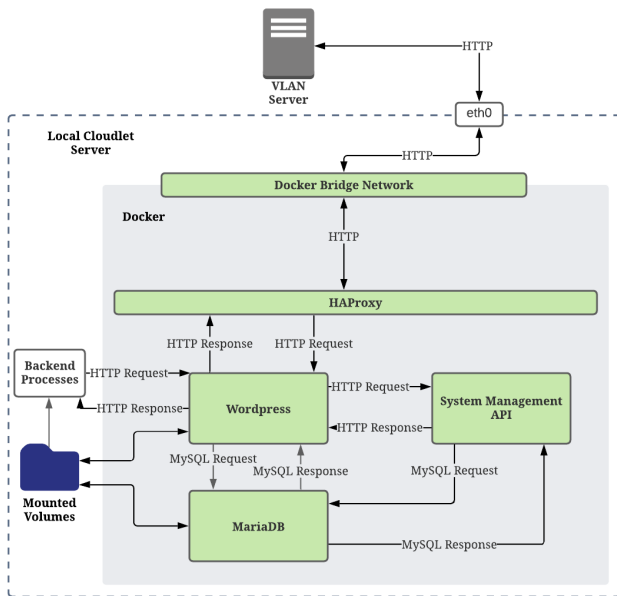 HTTP
VLAN
Server
eth0
Local Cloudlet
Server
HTTP
Docker Bridge Network
Docker
HTTP
HAProxy
HTTP Response
HTTP Request
Backend
Processes
HTTP Request
HTTP Response
Wordpress
HTTP Request
HTTP Response
System Management
API
MySQL Request
MySQL Response
MySQL Request
Mounted
Volumes
MariaDB
MySQL Response